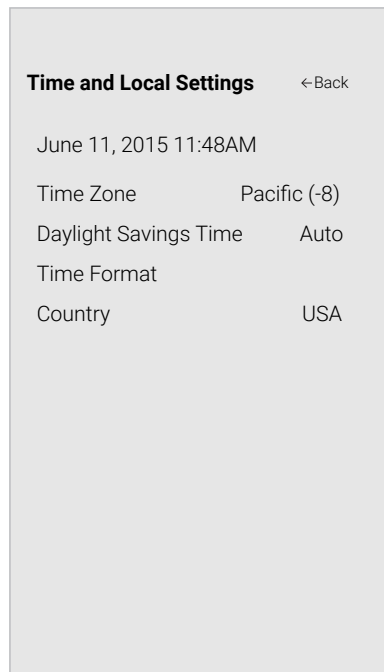 Time and Local Settings ←Back
June 11, 2015 11:48AM
Time Zone Pacific (-8)
Daylight Savings Time Auto
Time Format
Country USA